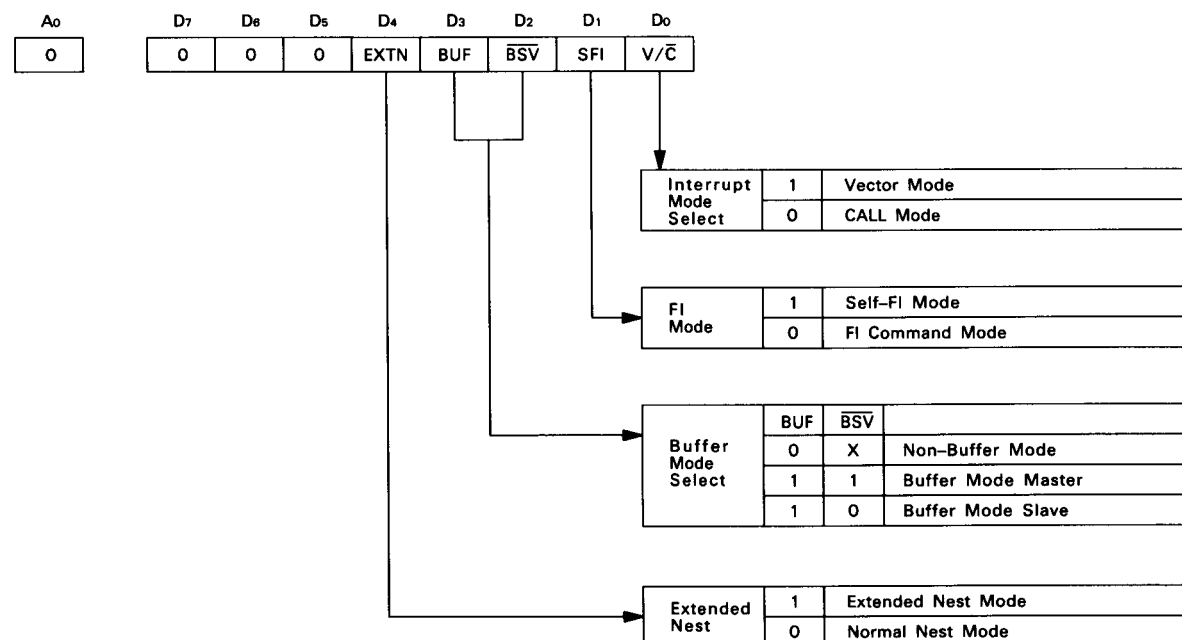 A0 D7 D6 D5 D4 D3 D2 D1 D0
0 0 0 0 EXTN BUF B̅S̅V̅ SFI V/C̅
Interrupt Mode Select
1 Vector Mode
0 CALL Mode
FI Mode
1 Self–FI Mode
0 FI Command Mode
Buffer Mode Select
BUF B̅S̅V̅
0 X Non–Buffer Mode
1 1 Buffer Mode Master
1 0 Buffer Mode Slave
Extended Nest
1 Extended Nest Mode
0 Normal Nest Mode